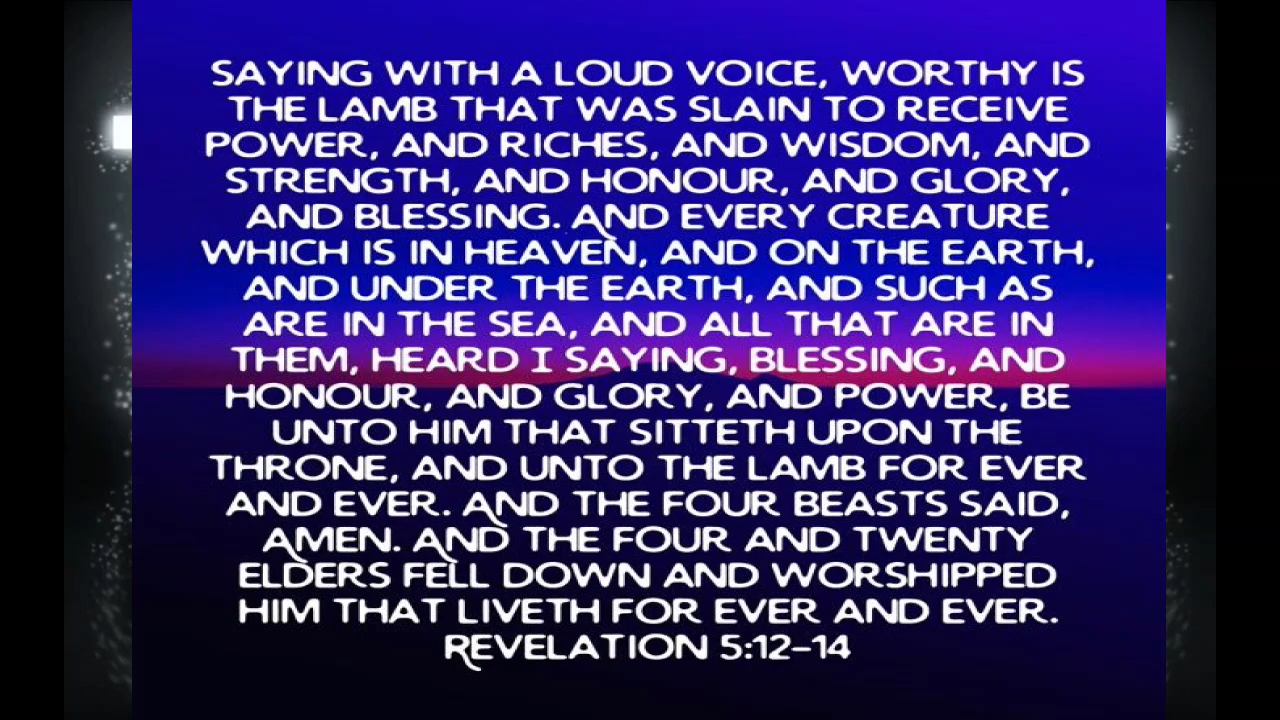 SAYING WITH A LOUD VOICE, WORTHY IS
THE LAMB THAT WAS SLAIN TO RECEIVE
POWER, AND RICHES, AND WISDOM, AND
STRENGTH, AND HONOUR, AND GLORY,
AND BLESSING. AND EVERY CREATURE
WHICH IS IN HEAVEN, AND ON THE EARTH,
AND UNDER THE EARTH, AND SUCH AS
ARE IN THE SEA, AND ALL THAT ARE IN
THEM, HEARD I SAYING, BLESSING, AND
HONOUR, AND GLORY, AND POWER, BE
UNTO HIM THAT SITTETH UPON THE
THRONE, AND UNTO THE LAMB FOR EVER
AND EVER. AND THE FOUR BEASTS SAID,
AMEN. AND THE FOUR AND TWENTY
ELDERS FELL DOWN AND WORSHIPPED
HIM THAT LIVETH FOR EVER AND EVER.
REVELATION 5:12–14